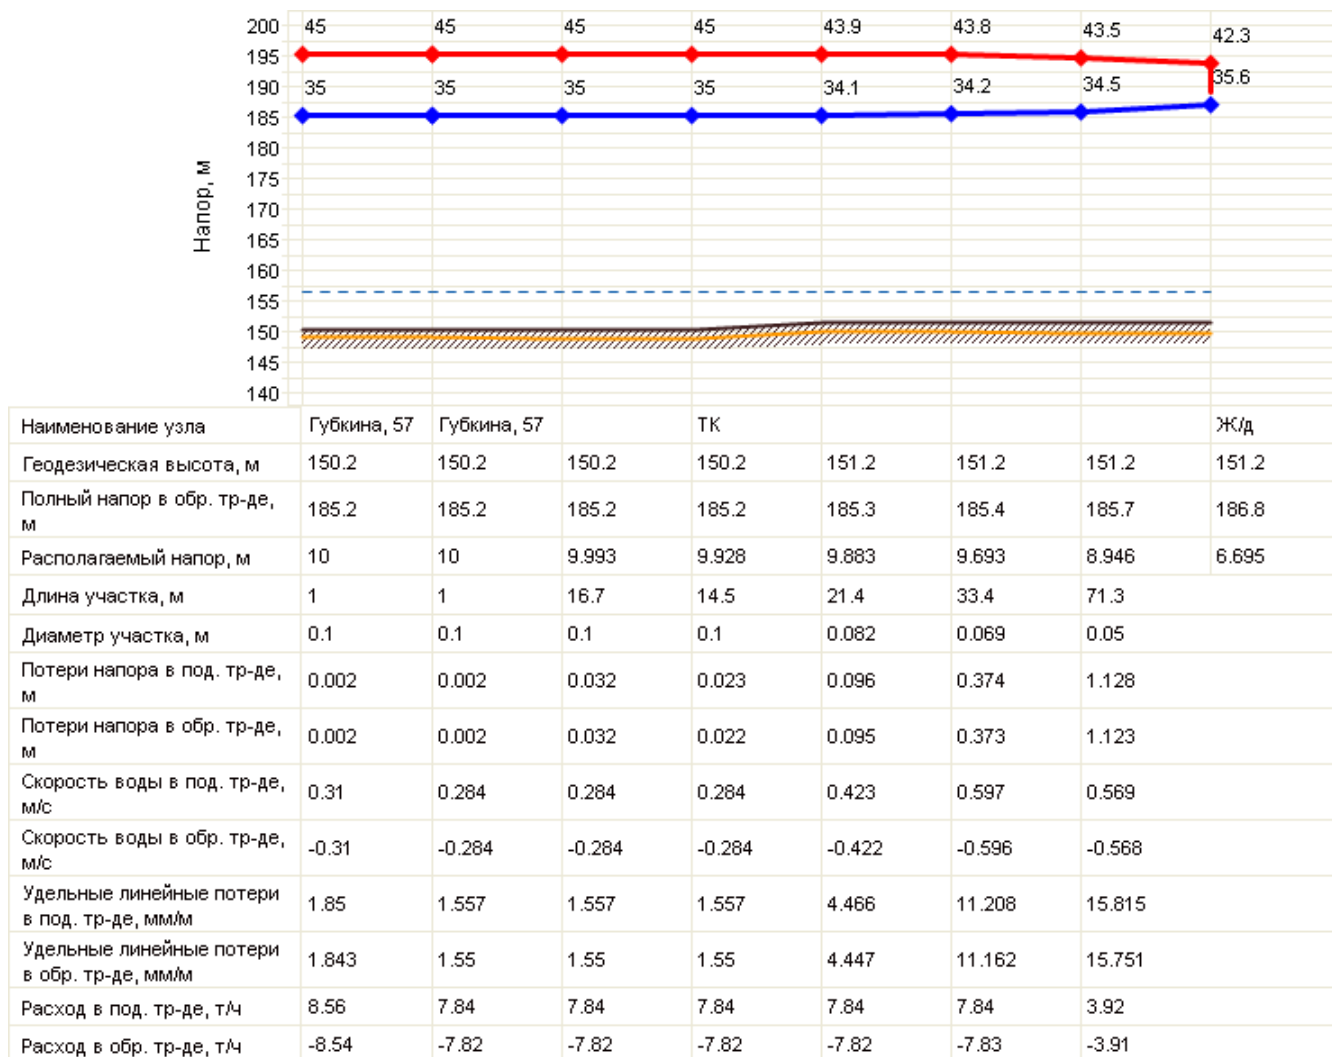 200 45 45 45 45 43.9 43.8 43.5 42.3
195
190 35 35 35 35 34.1 34.2 34.5 35.6
185
180
175
170
165
160
155
150
145
140
Напор, м
Наименование узла Губкина, 57 Губкина, 57 ТК Ж/д
Геодезическая высота, м 150.2 150.2 150.2 150.2 151.2 151.2 151.2 151.2
Полный напор в обр. тр-де,
м 185.2 185.2 185.2 185.2 185.3 185.4 185.7 186.8
Располагаемый напор, м 10 10 9.993 9.928 9.883 9.693 8.946 6.695
Длина участка, м 1 1 16.7 14.5 21.4 33.4 71.3
Диаметр участка, м 0.1 0.1 0.1 0.1 0.082 0.069 0.05
Потери напора в под. тр-де,
м 0.002 0.002 0.032 0.023 0.096 0.374 1.128
Потери напора в обр. тр-де,
м 0.002 0.002 0.032 0.022 0.095 0.373 1.123
Скорость воды в под. тр-де,
м/с 0.31 0.284 0.284 0.284 0.423 0.597 0.569
Скорость воды в обр. тр-де,
м/с -0.31 -0.284 -0.284 -0.284 -0.422 -0.596 -0.568
Удельные линейные потери
в под. тр-де, мм/м 1.85 1.557 1.557 1.557 4.466 11.208 15.815
Удельные линейные потери
в обр. тр-де, мм/м 1.843 1.55 1.55 1.55 4.447 11.162 15.751
Расход в под. тр-де, т/ч 8.56 7.84 7.84 7.84 7.84 7.84 3.92
Расход в обр. тр-де, т/ч -8.54 -7.82 -7.82 -7.82 -7.82 -7.83 -3.91